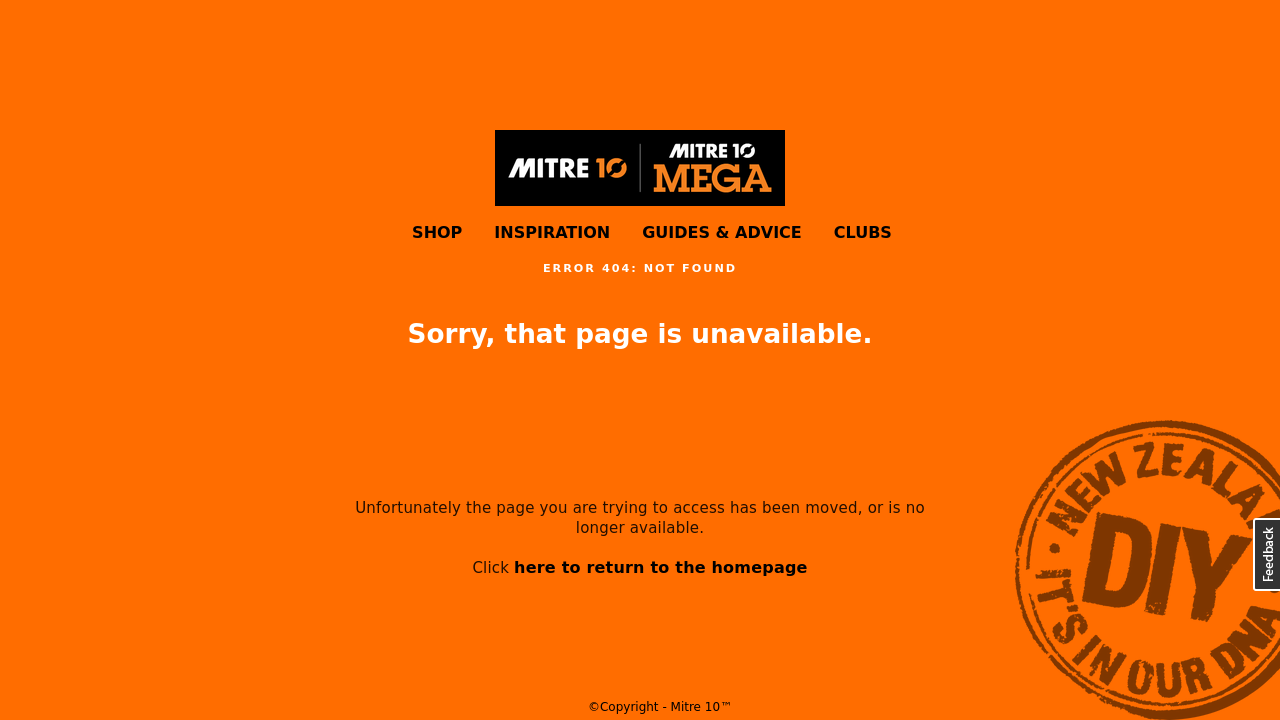 MITRE 10
MITRE 10
MEGA
SHOP INSPIRATION GUIDES & ADVICE CLUBS
ERROR 404: NOT FOUND
Sorry, that page is unavailable.
Unfortunately the page you are trying to access has been moved, or is no
longer available.
Click here to return to the homepage
NEW ZEALA
DIY
IT'S IN OUR DNA
Feedback
©Copyright - Mitre 10™